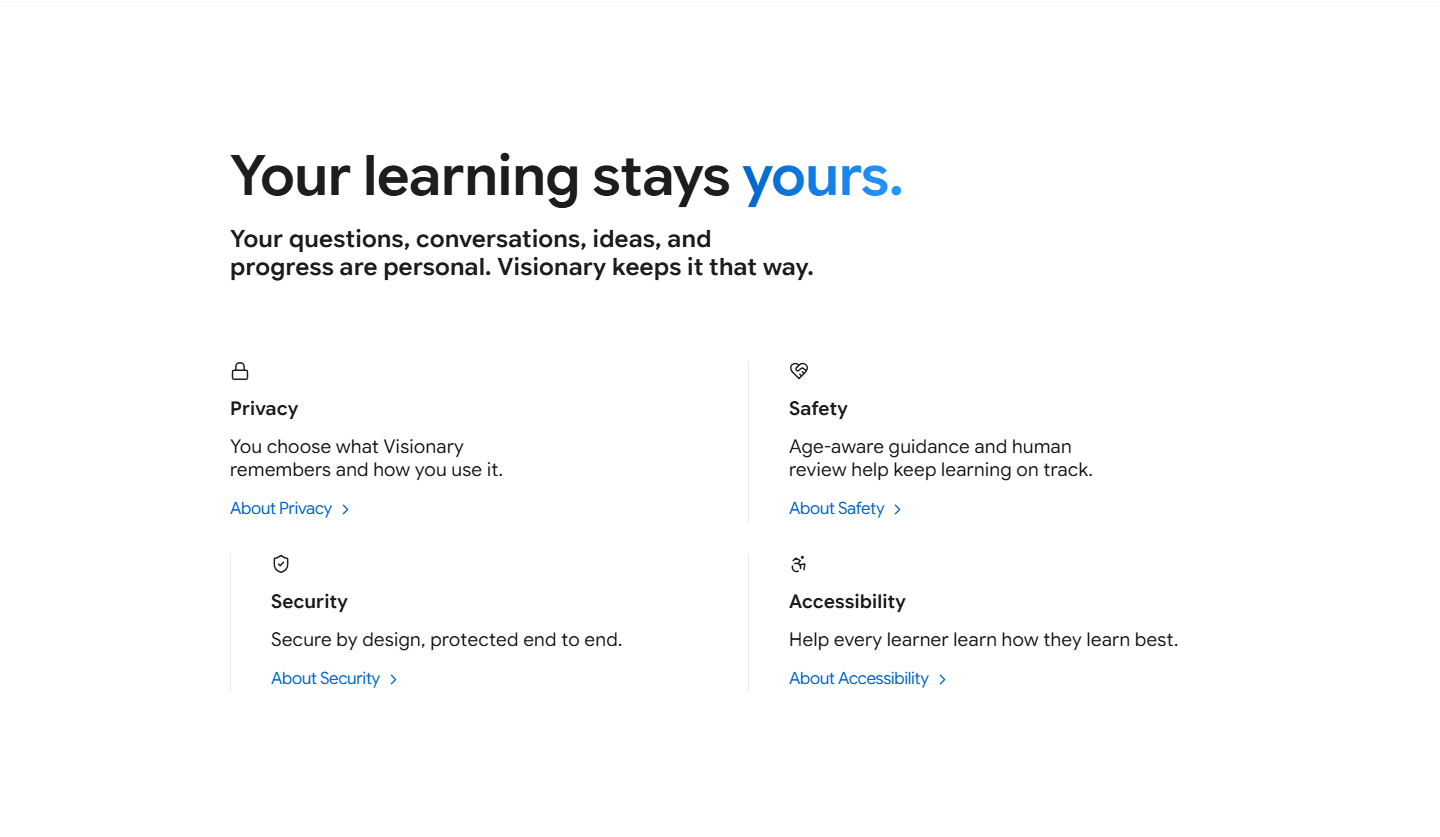 Your learning stays yours.
Your questions, conversations, ideas, and
progress are personal. Visionary keeps it that way.
Privacy
You choose what Visionary
remembers and how you use it.
About Privacy
Safety
Age-aware guidance and human
review help keep learning on track.
About Safety
Security
Secure by design, protected end to end.
About Security
Accessibility
Help every learner learn how they learn best.
About Accessibility